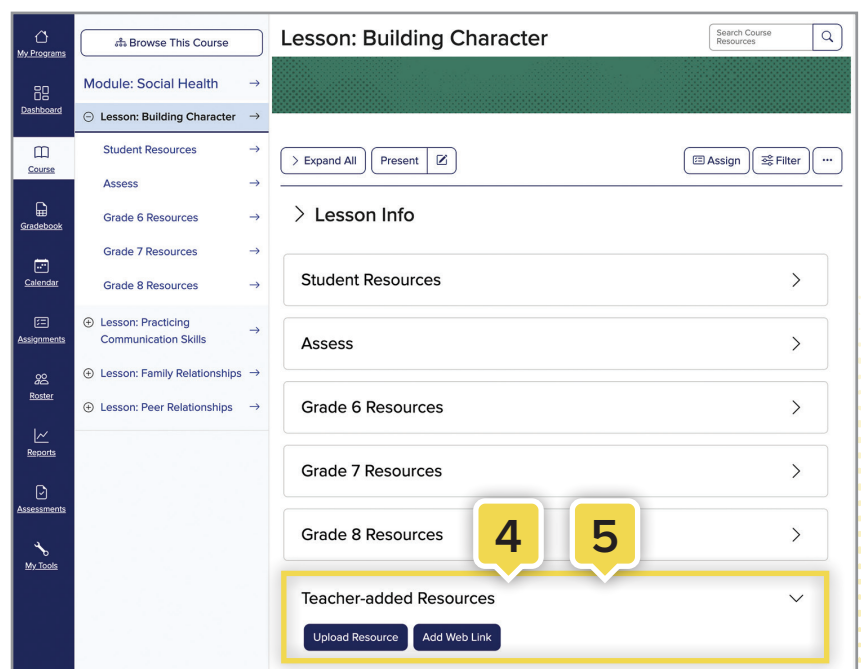 My Programs
Dashboard
Course
Gradebook
Calendar
Assignments
Roster
Reports
Assessments
My Tools
Browse This Course
Module: Social Health
Lesson: Building Character
Student Resources
Assess
Grade 6 Resources
Grade 7 Resources
Grade 8 Resources
Lesson: Practicing
Communication Skills
Lesson: Family Relationships
Lesson: Peer Relationships
Lesson: Building Character
Search Course
Resources
Expand All
Present
Assign
Filter
Lesson Info
Student Resources
Assess
Grade 6 Resources
Grade 7 Resources
Grade 8 Resources
4
5
Teacher-added Resources
Upload Resource
Add Web Link